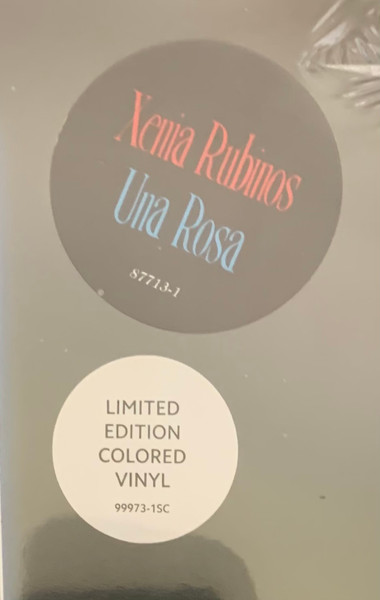 Xenia Rubinos
Una Rosa
87713-1
LIMITED
EDITION
COLORED
VINYL
99973-1SC